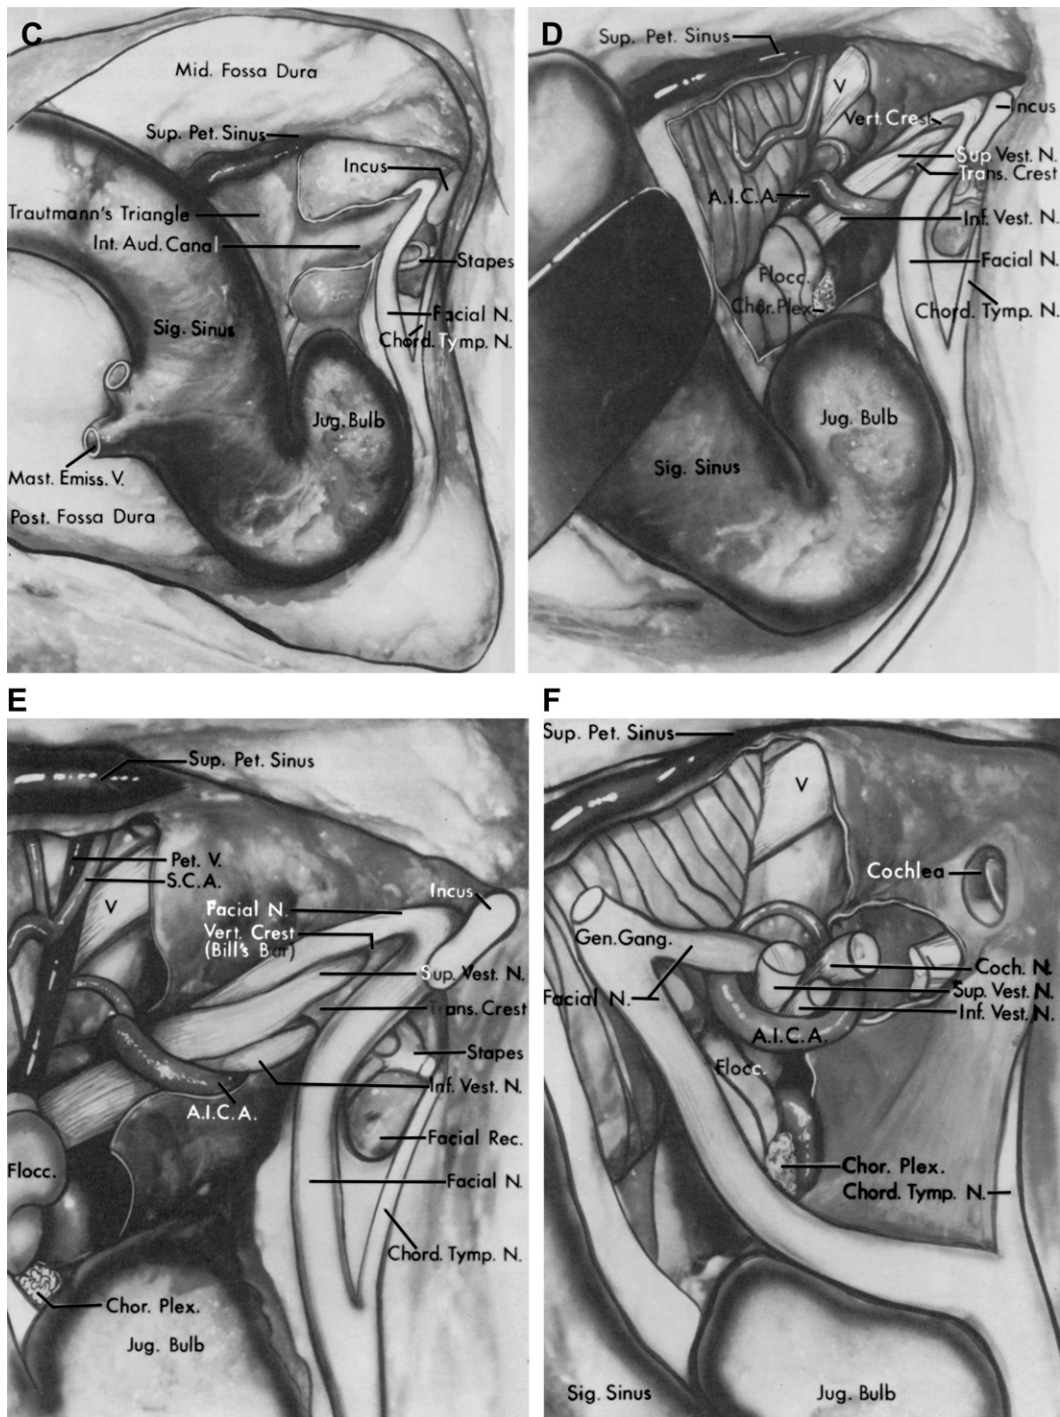 C
Mid. Fossa Dura
Sup. Pet. Sinus
Incus
Trautmann's Triangle
Int. Aud. Canal
Stapes
Sig. Sinus
Facial N.
Chord. Tymp. N.
Jug. Bulb
Mast. Emiss. V.
Post. Fossa Dura
D
Sup. Pet. Sinus
V
Incus
Vert. Crest
Sup. Vest. N.
Trans. Crest
A.I.C.A.
Inf. Vest. N.
Facial N.
Flocc.
Chor. Plex.
Chord. Tymp. N.
Jug. Bulb
Sig. Sinus
E
Sup. Pet. Sinus
Pet. V.
S.C.A.
V
Incus
Facial N.
Vert. Crest
(Bill's Bar)
Sup. Vest. N.
Trans. Crest
Stapes
Inf. Vest. N.
A.I.C.A.
Facial Rec.
Flocc.
Facial N.
Chord. Tymp. N.
Chor. Plex.
Jug. Bulb
F
Sup. Pet. Sinus
V
Cochlea
Gen. Gang.
Coch. N.
Facial N.
Sup. Vest. N.
Inf. Vest. N.
A.I.C.A.
Flocc.
Chor. Plex.
Chord. Tymp. N.
Sig. Sinus
Jug. Bulb